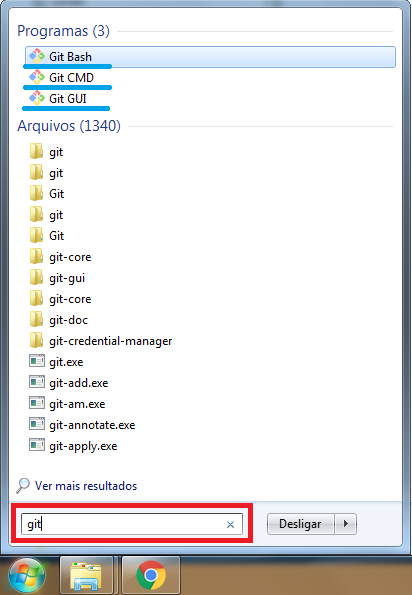 Programas (3)
Git Bash
Git CMD
Git GUI
Arquivos (1340)
git
git
Git
git
Git
git-core
git-gui
git-core
git-doc
git-credential-manager
git.exe
git-add.exe
git-am.exe
git-annotate.exe
git-apply.exe
Ver mais resultados
git
Desligar